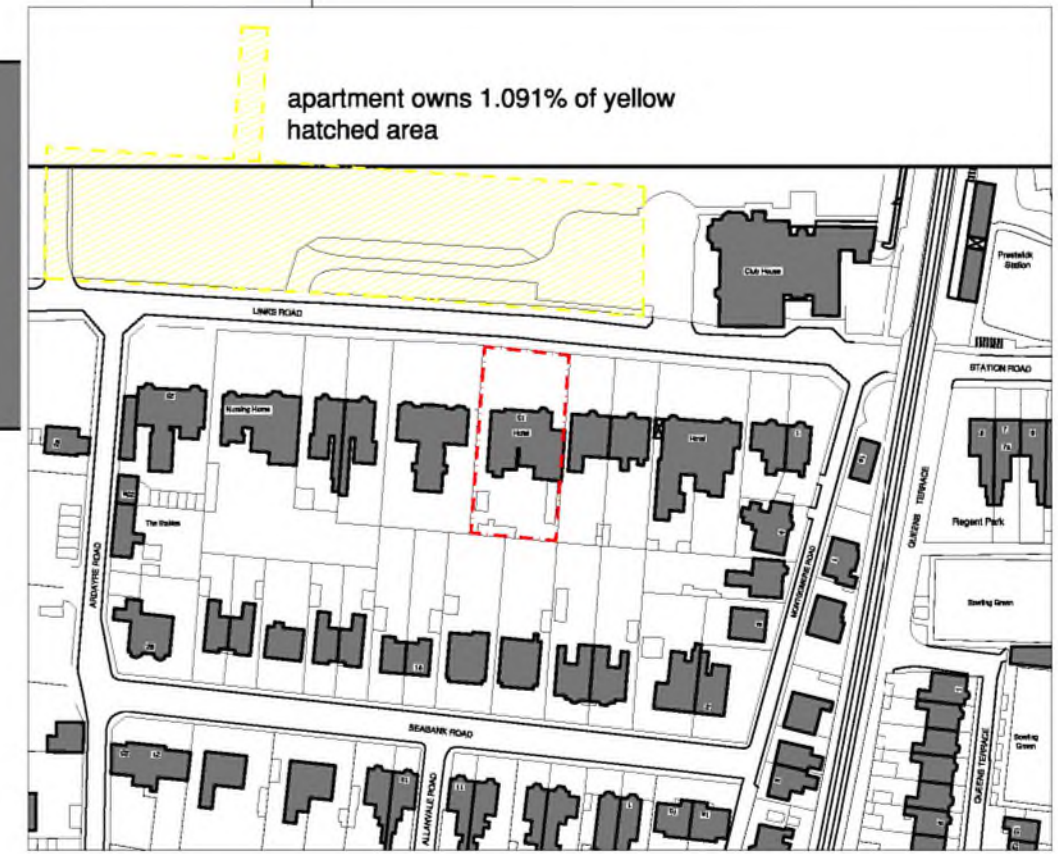 apartment owns 1.091% of yellow
hatched area
Club House
Prestwick
Station
LINKS ROAD
STATION ROAD
Nursing Home
Hotel
Hotel
The Stables
Regent Park
QUEENS TERRACE
ARDAYRE ROAD
MONTGOMERIE ROAD
Bowling Green
SEABANK ROAD
ALLANVALE ROAD
QUEENS TERRACE
Bowling
Green